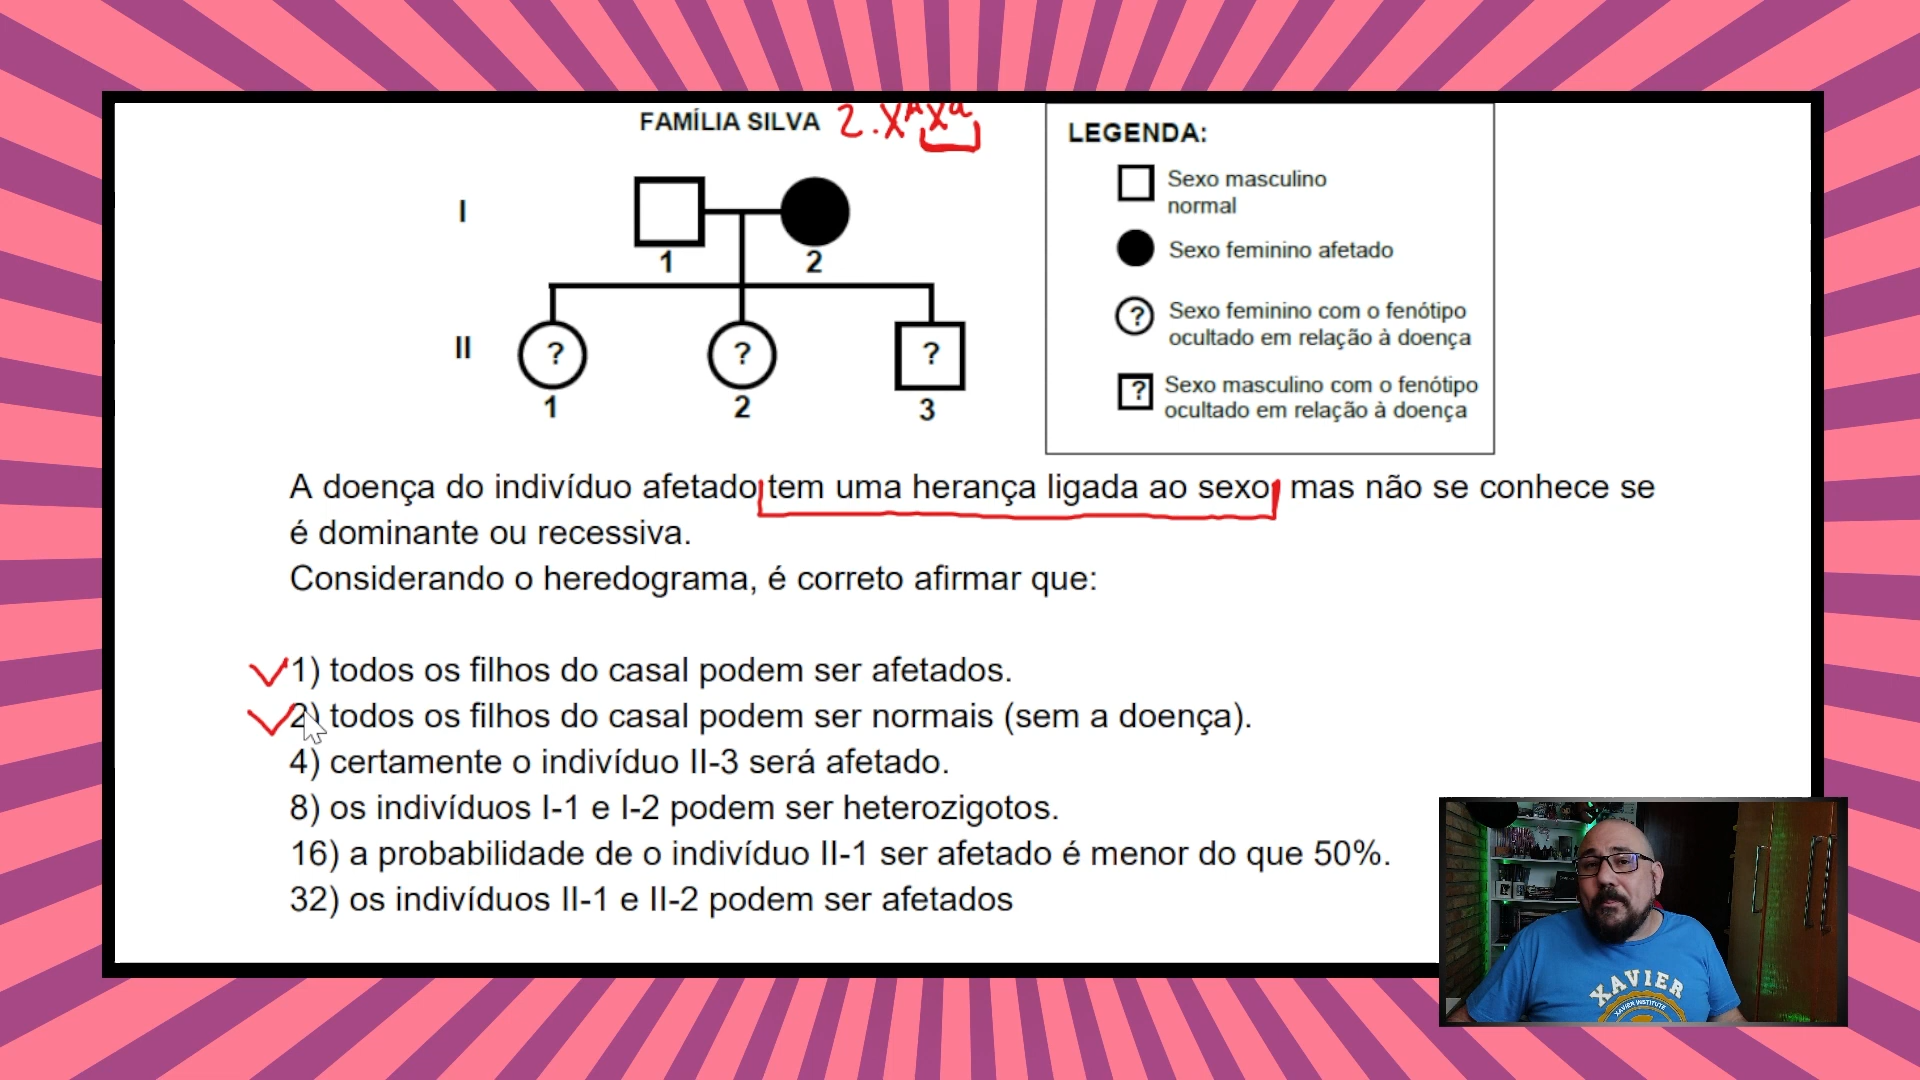 FAMÍLIA SILVA 2. XᴬXᵃ
I
1 2
II
? ? ?
1 2 3
LEGENDA:
Sexo masculino
normal
Sexo feminino afetado
? Sexo feminino com o fenótipo
ocultado em relação à doença
? Sexo masculino com o fenótipo
ocultado em relação à doença
A doença do indivíduo afetado tem uma herança ligada ao sexo, mas não se conhece se
é dominante ou recessiva.
Considerando o heredograma, é correto afirmar que:
1) todos os filhos do casal podem ser afetados.
2) todos os filhos do casal podem ser normais (sem a doença).
4) certamente o indivíduo II-3 será afetado.
8) os indivíduos I-1 e I-2 podem ser heterozigotos.
16) a probabilidade de o indivíduo II-1 ser afetado é menor do que 50%.
32) os indivíduos II-1 e II-2 podem ser afetados
XAVIER
XAVIER INSTITUTE